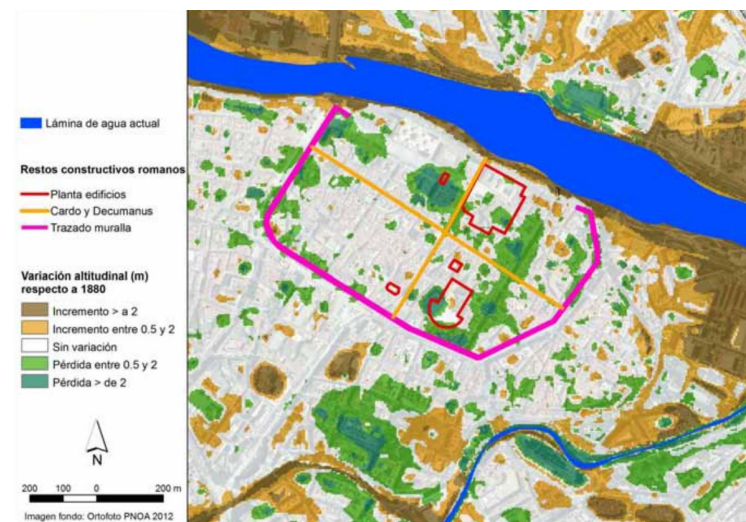 Lámina de agua actual
Restos constructivos romanos
Planta edificios
Cardo y Decumanus
Trazado muralla
Variación altitudinal (m)
respecto a 1880
Incremento > a 2
Incremento entre 0.5 y 2
Sin variación
Pérdida entre 0.5 y 2
Pérdida > de 2
N
200 100 0 200 m
Imagen fondo: Ortofoto PNOA 2012